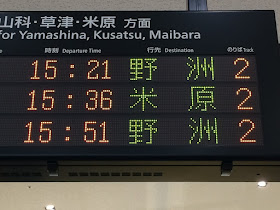 山科・草津・米原 方面
for Yamashina, Kusatsu, Maibara
時刻 Departure Time 行先 Destination のりば Track
15:21 野洲 2
15:36 米原 2
15:51 野洲 2